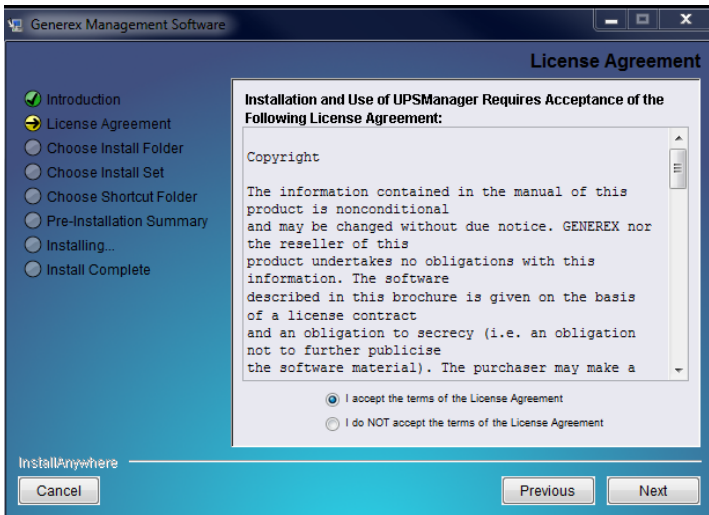 Generex Management Software
License Agreement
Introduction
License Agreement
Choose Install Folder
Choose Install Set
Choose Shortcut Folder
Pre-Installation Summary
Installing...
Install Complete
Installation and Use of UPSManager Requires Acceptance of the
Following License Agreement:
Copyright
The information contained in the manual of this
product is nonconditional
and may be changed without due notice. GENEREX nor
the reseller of this
product undertakes no obligations with this
information. The software
described in this brochure is given on the basis
of a license contract
and an obligation to secrecy (i.e. an obligation
not to further publicise
the software material). The purchaser may make a
I accept the terms of the License Agreement
I do NOT accept the terms of the License Agreement
InstallAnywhere
Cancel
Previous
Next